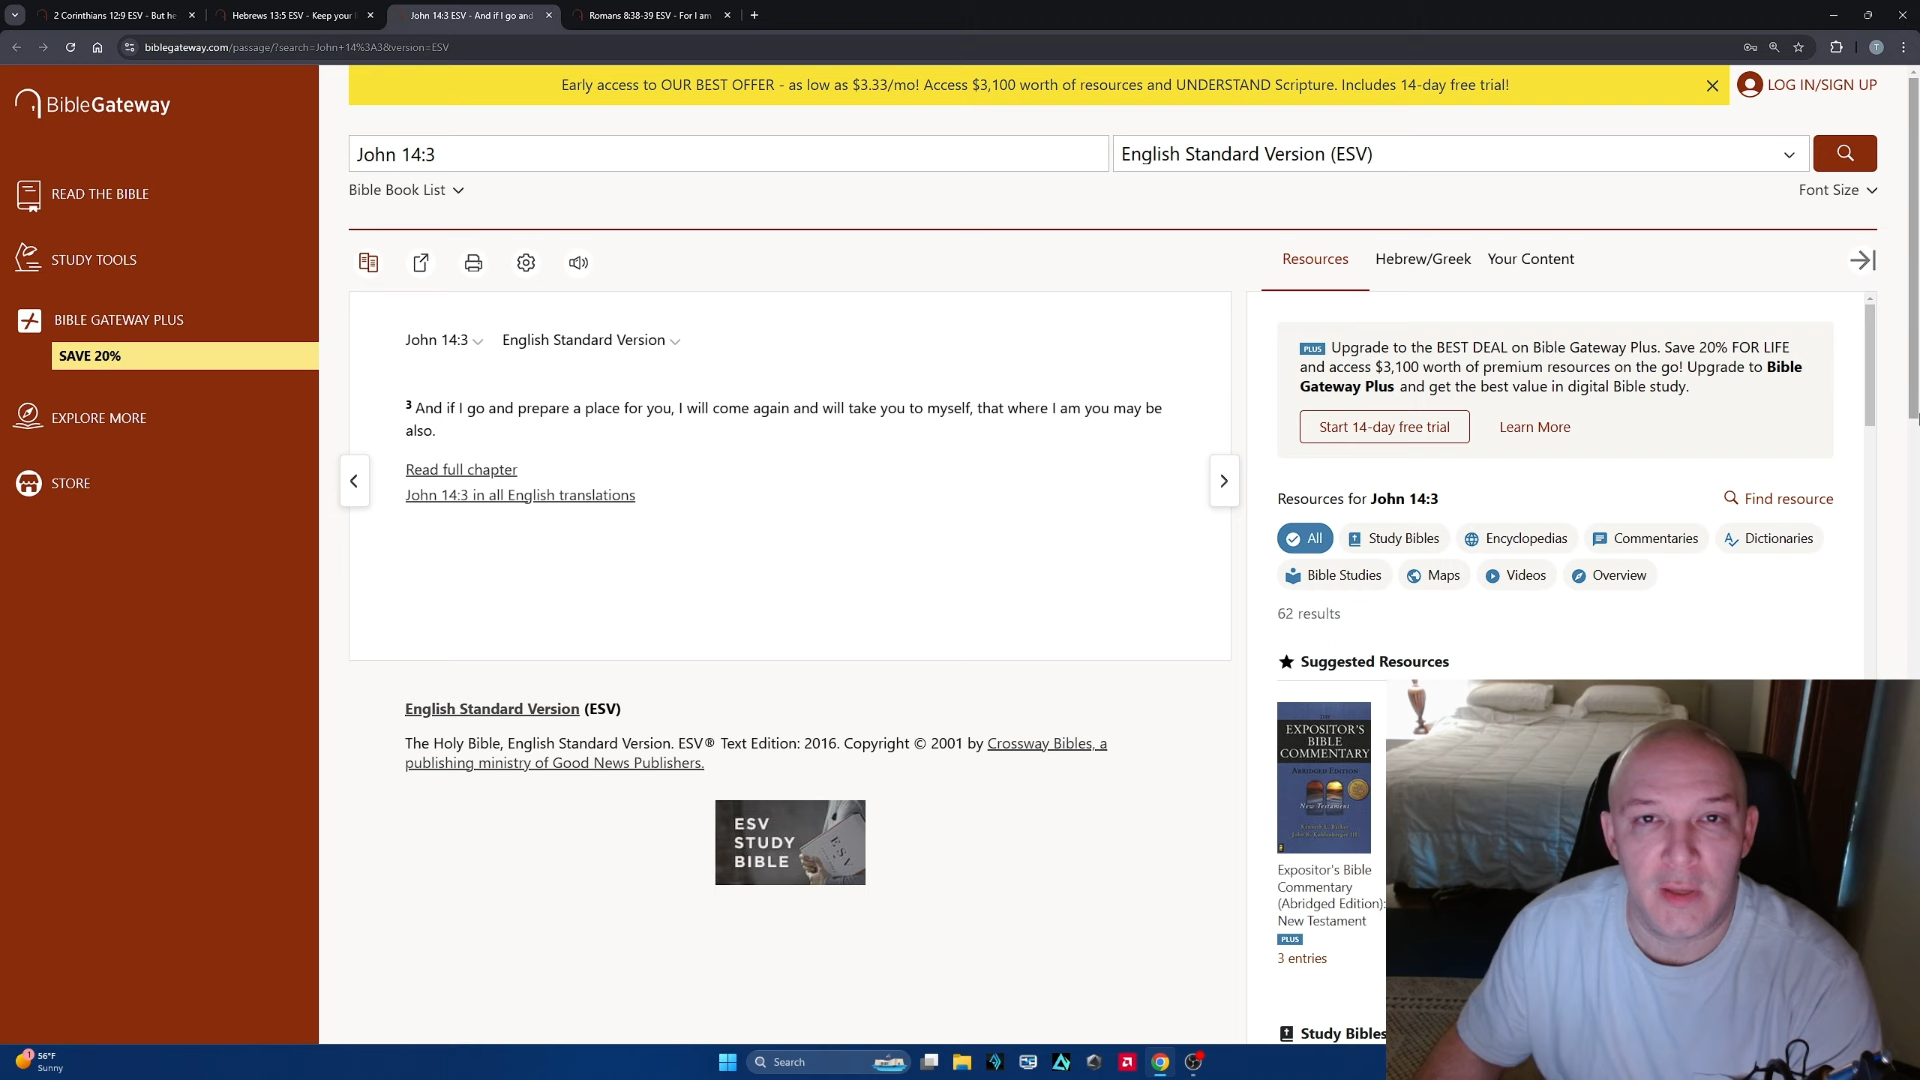 2 Corinthians 12:9 ESV - But he
Hebrews 13:5 ESV - Keep your
John 14:3 ESV - And if I go and
Romans 8:38-39 ESV - For I am
biblegateway.com/passage/?search=John+14%3A3&version=ESV
BibleGateway
READ THE BIBLE
STUDY TOOLS
BIBLE GATEWAY PLUS
SAVE 20%
EXPLORE MORE
STORE
Early access to OUR BEST OFFER - as low as $3.33/mo! Access $3,100 worth of resources and UNDERSTAND Scripture. Includes 14-day free trial!
LOG IN/SIGN UP
John 14:3
English Standard Version (ESV)
Bible Book List
Font Size
Resources
Hebrew/Greek
Your Content
John 14:3
English Standard Version
3 And if I go and prepare a place for you, I will come again and will take you to myself, that where I am you may be
also.
Read full chapter
John 14:3 in all English translations
English Standard Version (ESV)
The Holy Bible, English Standard Version. ESV® Text Edition: 2016. Copyright © 2001 by Crossway Bibles, a
publishing ministry of Good News Publishers.
ESV
STUDY
BIBLE
PLUS Upgrade to the BEST DEAL on Bible Gateway Plus. Save 20% FOR LIFE
and access $3,100 worth of premium resources on the go! Upgrade to Bible
Gateway Plus and get the best value in digital Bible study.
Start 14-day free trial
Learn More
Resources for John 14:3
Find resource
All
Study Bibles
Encyclopedias
Commentaries
Dictionaries
Bible Studies
Maps
Videos
Overview
62 results
Suggested Resources
THE
EXPOSITOR'S
BIBLE
COMMENTARY
ABRIDGED EDITION
New Testament
Expositor's Bible
Commentary
(Abridged Edition):
New Testament
PLUS
3 entries
Study Bibles
1
56°F
Sunny
Search